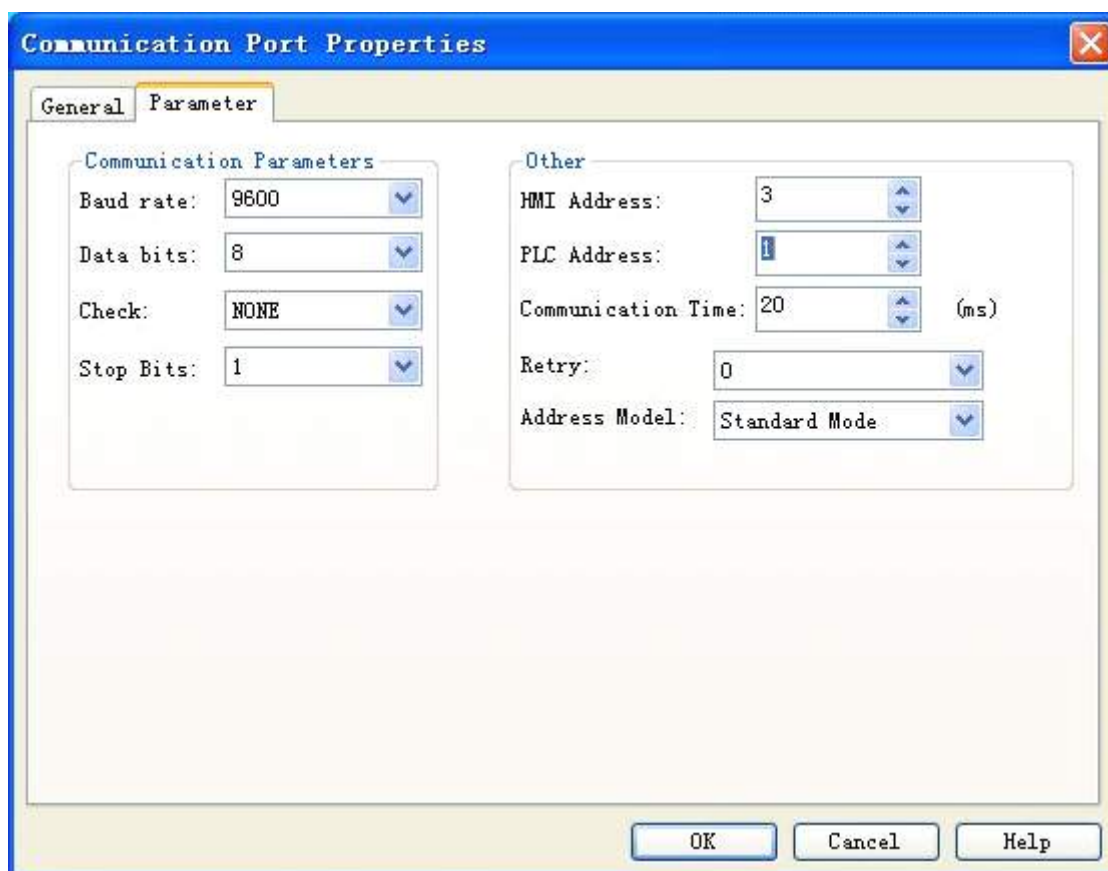 Communication Port Properties
General Parameter
Communication Parameters
Baud rate: 9600
Data bits: 8
Check: NONE
Stop Bits: 1
Other
HMI Address: 3
PLC Address: 1
Communication Time: 20 (ms)
Retry: 0
Address Model: Standard Mode
OK Cancel Help